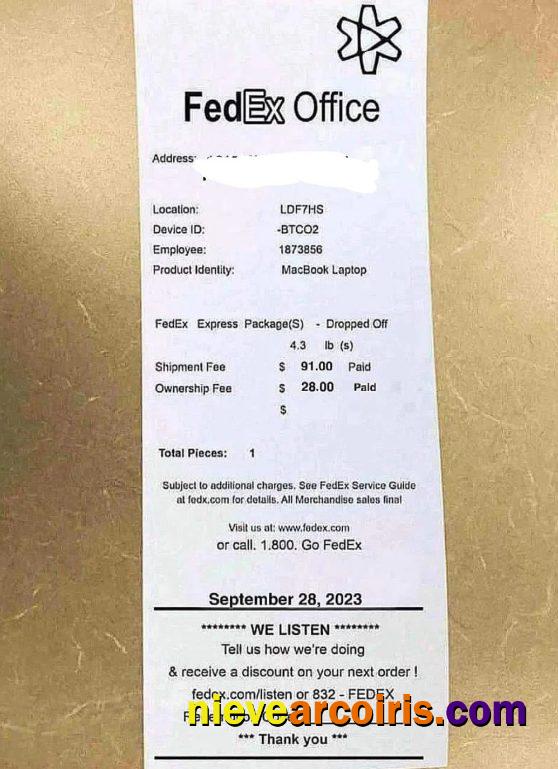 FedEx Office
Address:
Location: LDF7HS
Device ID: -BTCO2
Employee: 1873856
Product Identity: MacBook Laptop
FedEx Express Package(S) - Dropped Off
4.3 lb (s)
Shipment Fee $ 91.00 Paid
Ownership Fee $ 28.00 Paid
$
Total Pieces: 1
Subject to additional charges. See FedEx Service Guide
at fedx.com for details. All Merchandise sales final
Visit us at: www.fedex.com
or call. 1.800. Go FedEx
September 28, 2023
******** WE LISTEN ********
Tell us how we're doing
& receive a discount on your next order !
fedex.com/listen or 832 - FEDEX
nievearcoiris.com
*** Thank you ***